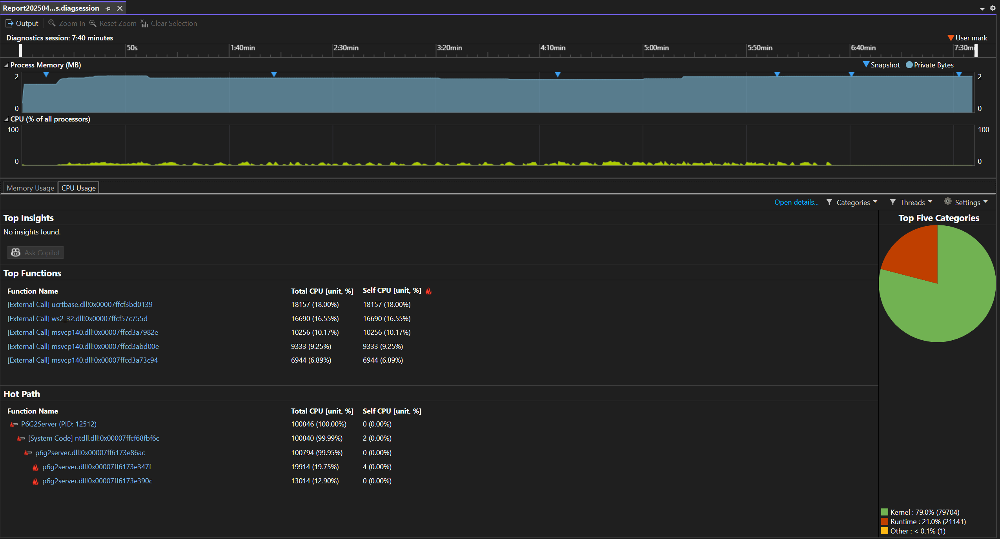 Report202504...s.diagsession
Output Zoom In Reset Zoom Clear Selection
Diagnostics session: 7:40 minutes
User mark
50s 1:40min 2:30min 3:20min 4:10min 5:00min 5:50min 6:40min 7:30mi
Process Memory (MB)
Snapshot Private Bytes
2 2
0 0
CPU (% of all processors)
100 100
0 0
Memory Usage CPU Usage
Open details... Categories Threads Settings
Top Insights
No insights found.
Ask Copilot
Top Functions
Function Name Total CPU [unit, %] Self CPU [unit, %]
[External Call] ucrtbase.dll!0x00007ffcf3bd0139 18157 (18.00%) 18157 (18.00%)
[External Call] ws2_32.dll!0x00007ffcf57c755d 16690 (16.55%) 16690 (16.55%)
[External Call] msvcp140.dll!0x00007ffcd3a7982e 10256 (10.17%) 10256 (10.17%)
[External Call] msvcp140.dll!0x00007ffcd3abd00e 9333 (9.25%) 9333 (9.25%)
[External Call] msvcp140.dll!0x00007ffcd3a73c94 6944 (6.89%) 6944 (6.89%)
Hot Path
Function Name Total CPU [unit, %] Self CPU [unit, %]
P6G2Server (PID: 12512) 100846 (100.00%) 0 (0.00%)
[System Code] ntdll.dll!0x00007ffcf68fbf6c 100840 (99.99%) 2 (0.00%)
p6g2server.dll!0x00007ff6173e86ac 100794 (99.95%) 0 (0.00%)
p6g2server.dll!0x00007ff6173e347f 19914 (19.75%) 4 (0.00%)
p6g2server.dll!0x00007ff6173e390c 13014 (12.90%) 0 (0.00%)
Top Five Categories
Kernel : 79.0% (79704)
Runtime : 21.0% (21141)
Other : < 0.1% (1)